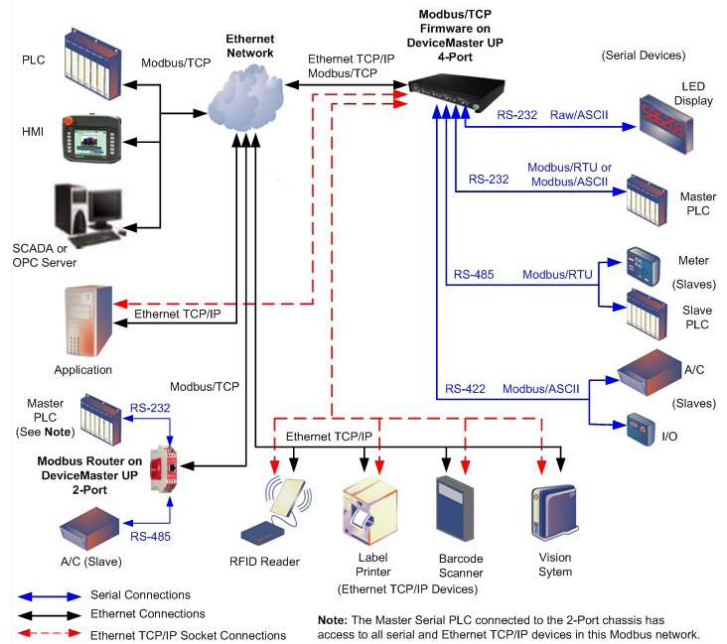 Ethernet
Network
Modbus/TCP
Firmware on
DeviceMaster UP
4-Port
(Serial Devices)
PLC
Modbus/TCP
Ethernet TCP/IP
Modbus/TCP
LED
Display
RS-232 Raw/ASCII
HMI
Modbus/RTU or
Modbus/ASCII
RS-232
Master
PLC
SCADA or
OPC Server
RS-485 Modbus/RTU
Meter
(Slaves)
Slave
PLC
Ethernet TCP/IP
Application
Modbus/TCP
RS-422 Modbus/ASCII
A/C
(Slaves)
I/O
Master
PLC
(See Note)
RS-232
Ethernet TCP/IP
Modbus Router on
DeviceMaster UP
2-Port
RS-485
A/C (Slave)
RFID Reader
Label
Printer
Barcode
Scanner
Vision
Sytem
(Ethernet TCP/IP Devices)
Serial Connections
Ethernet Connections
Ethernet TCP/IP Socket Connections
Note: The Master Serial PLC connected to the 2-Port chassis has
access to all serial and Ethernet TCP/IP devices in this Modbus network.